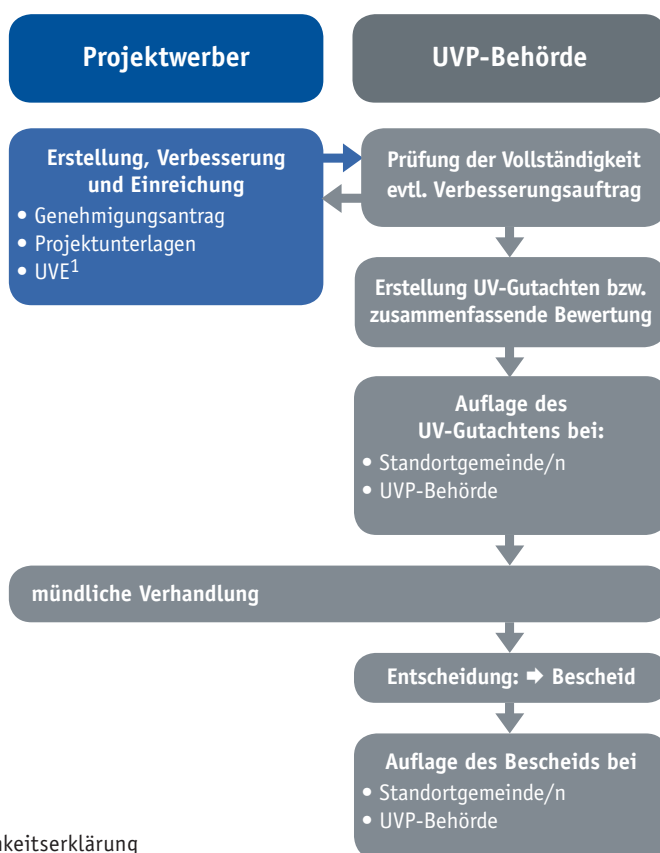 Projektwerber
UVP-Behörde
Erstellung, Verbesserung
und Einreichung
• Genehmigungsantrag
• Projektunterlagen
• UVE¹
Prüfung der Vollständigkeit
evtl. Verbesserungsauftrag
Erstellung UV-Gutachten bzw.
zusammenfassende Bewertung
Auflage des
UV-Gutachtens bei:
• Standortgemeinde/n
• UVP-Behörde
mündliche Verhandlung
Entscheidung: ➡ Bescheid
Auflage des Bescheids bei
• Standortgemeinde/n
• UVP-Behörde